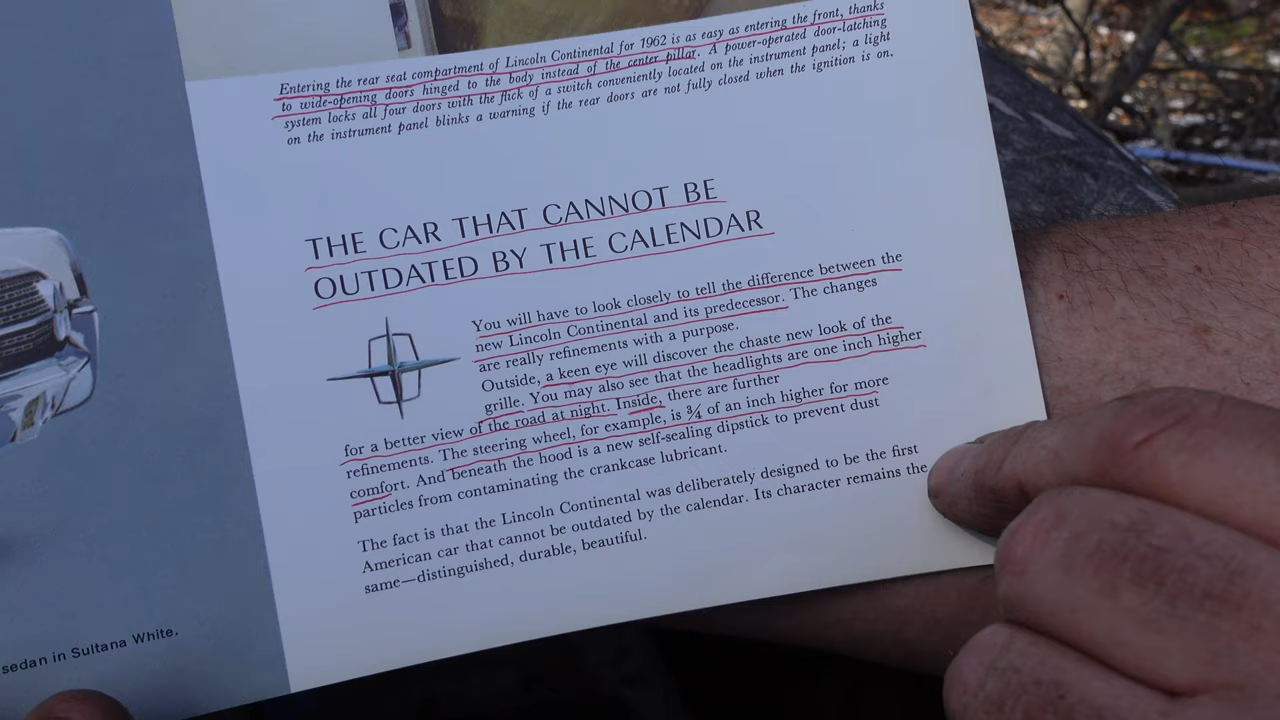 Entering the rear seat compartment of Lincoln Continental for 1962 is as easy as entering the front, thanks
to wide-opening doors hinged to the body instead of the center pillar. A power-operated door-latching
system locks all four doors with the flick of a switch conveniently located on the instrument panel; a light
on the instrument panel blinks a warning if the rear doors are not fully closed when the ignition is on.
THE CAR THAT CANNOT BE
OUTDATED BY THE CALENDAR
You will have to look closely to tell the difference between the
new Lincoln Continental and its predecessor. The changes
are really refinements with a purpose.
Outside, a keen eye will discover the chaste new look of the
grille. You may also see that the headlights are one inch higher
for a better view of the road at night. Inside, there are further
refinements. The steering wheel, for example, is ¾ of an inch higher for more
comfort. And beneath the hood is a new self-sealing dipstick to prevent dust
particles from contaminating the crankcase lubricant.
The fact is that the Lincoln Continental was deliberately designed to be the first
American car that cannot be outdated by the calendar. Its character remains the
same—distinguished, durable, beautiful.
sedan in Sultana White.